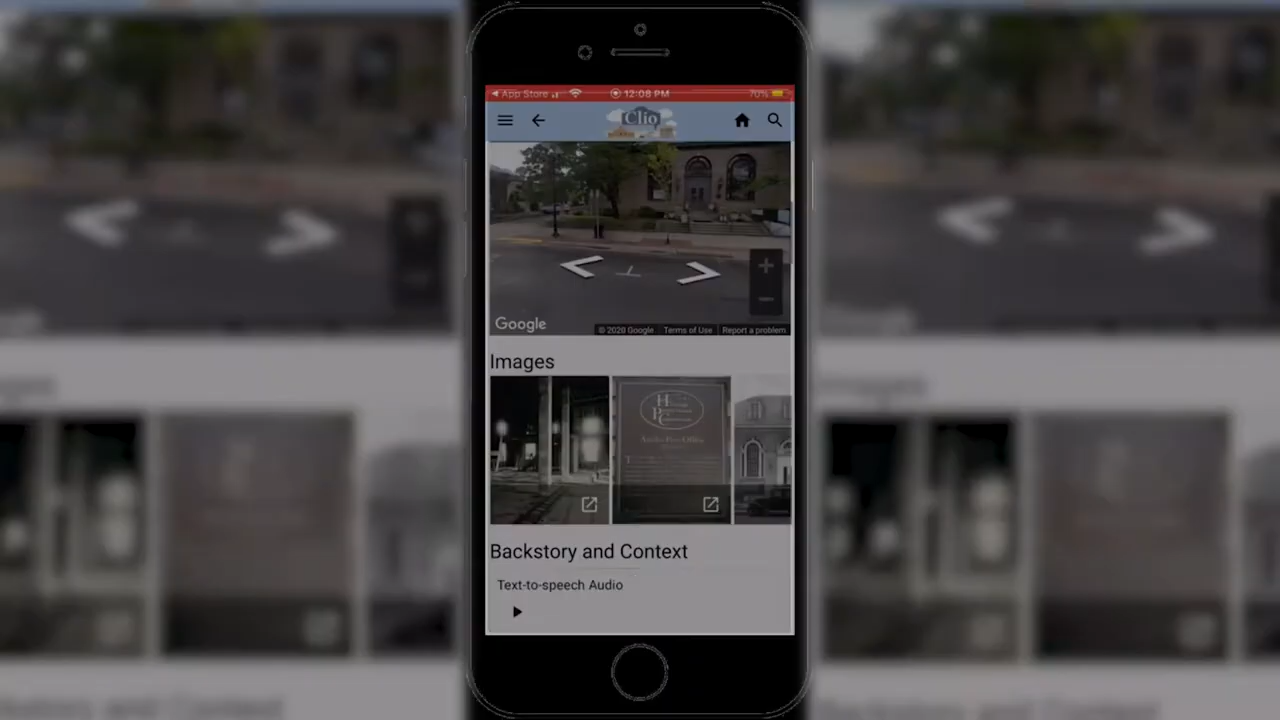 App Store
12:08 PM
70%
Clio
Google
© 2020 Google
Terms of Use
Report a problem
Images
H
P
C
Backstory and Context
Text-to-speech Audio